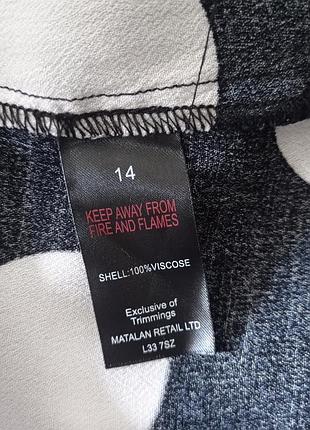 14
KEEP AWAY FROM
FIRE AND FLAMES
SHELL:100%VISCOSE
Exclusive of
Trimmings
MATALAN RETAIL LTD
L33 7SZ